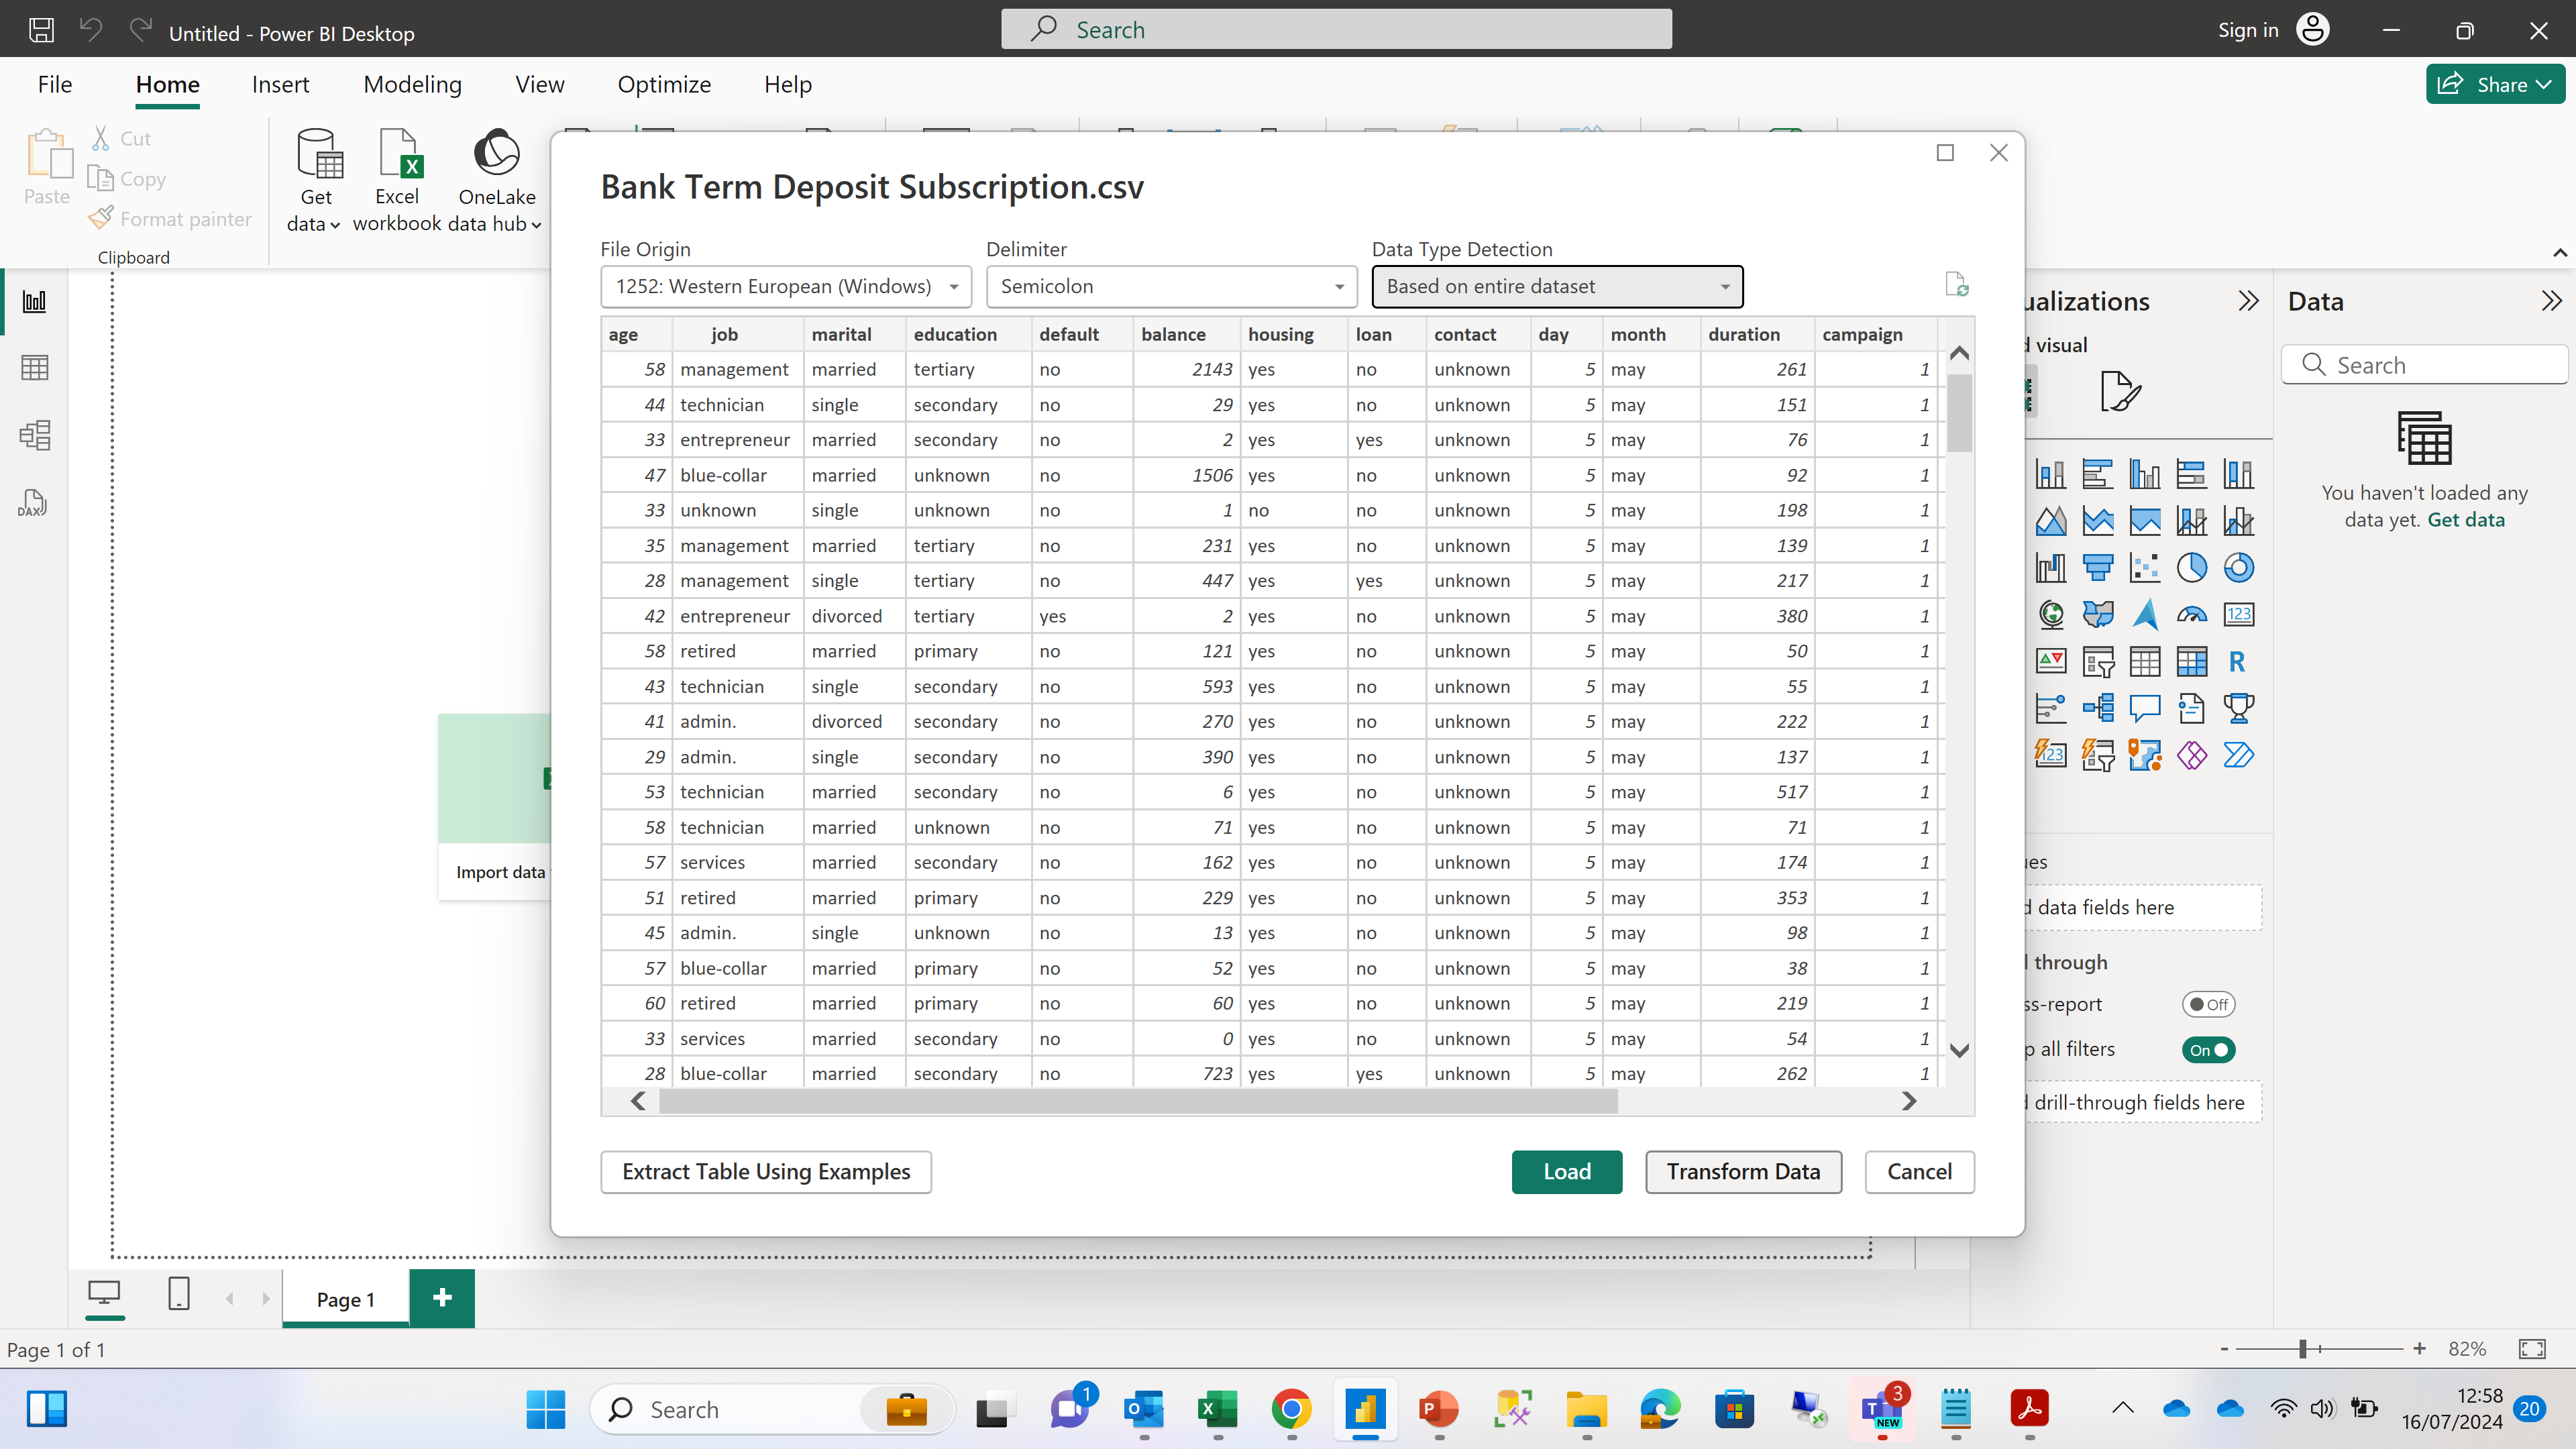 Untitled - Power BI Desktop
Search
Sign in
File Home Insert Modeling View Optimize Help
Share
Paste
Cut
Copy
Format painter
Clipboard
Get data
Excel workbook
OneLake data hub
Bank Term Deposit Subscription.csv
File Origin Delimiter Data Type Detection
1252: Western European (Windows) Semicolon Based on entire dataset
age job marital education default balance housing loan contact day month duration campaign
58 management married tertiary no 2143 yes no unknown 5 may 261 1
44 technician single secondary no 29 yes no unknown 5 may 151 1
33 entrepreneur married secondary no 2 yes yes unknown 5 may 76 1
47 blue-collar married unknown no 1506 yes no unknown 5 may 92 1
33 unknown single unknown no 1 no no unknown 5 may 198 1
35 management married tertiary no 231 yes no unknown 5 may 139 1
28 management single tertiary no 447 yes yes unknown 5 may 217 1
42 entrepreneur divorced tertiary yes 2 yes no unknown 5 may 380 1
58 retired married primary no 121 yes no unknown 5 may 50 1
43 technician single secondary no 593 yes no unknown 5 may 55 1
41 admin. divorced secondary no 270 yes no unknown 5 may 222 1
29 admin. single secondary no 390 yes no unknown 5 may 137 1
53 technician married secondary no 6 yes no unknown 5 may 517 1
58 technician married unknown no 71 yes no unknown 5 may 71 1
57 services married secondary no 162 yes no unknown 5 may 174 1
51 retired married primary no 229 yes no unknown 5 may 353 1
45 admin. single unknown no 13 yes no unknown 5 may 98 1
57 blue-collar married primary no 52 yes no unknown 5 may 38 1
60 retired married primary no 60 yes no unknown 5 may 219 1
33 services married secondary no 0 yes no unknown 5 may 54 1
28 blue-collar married secondary no 723 yes yes unknown 5 may 262 1
Extract Table Using Examples Load Transform Data Cancel
Import data
DAX
ualizations
d visual
123
R
123
ues
d data fields here
l through
ss-report Off
p all filters On
d drill-through fields here
Data
Search
You haven't loaded any
data yet. Get data
Page 1
+
Page 1 of 1
- + 82%
Search
1
3
NEW
12:58
16/07/2024
20